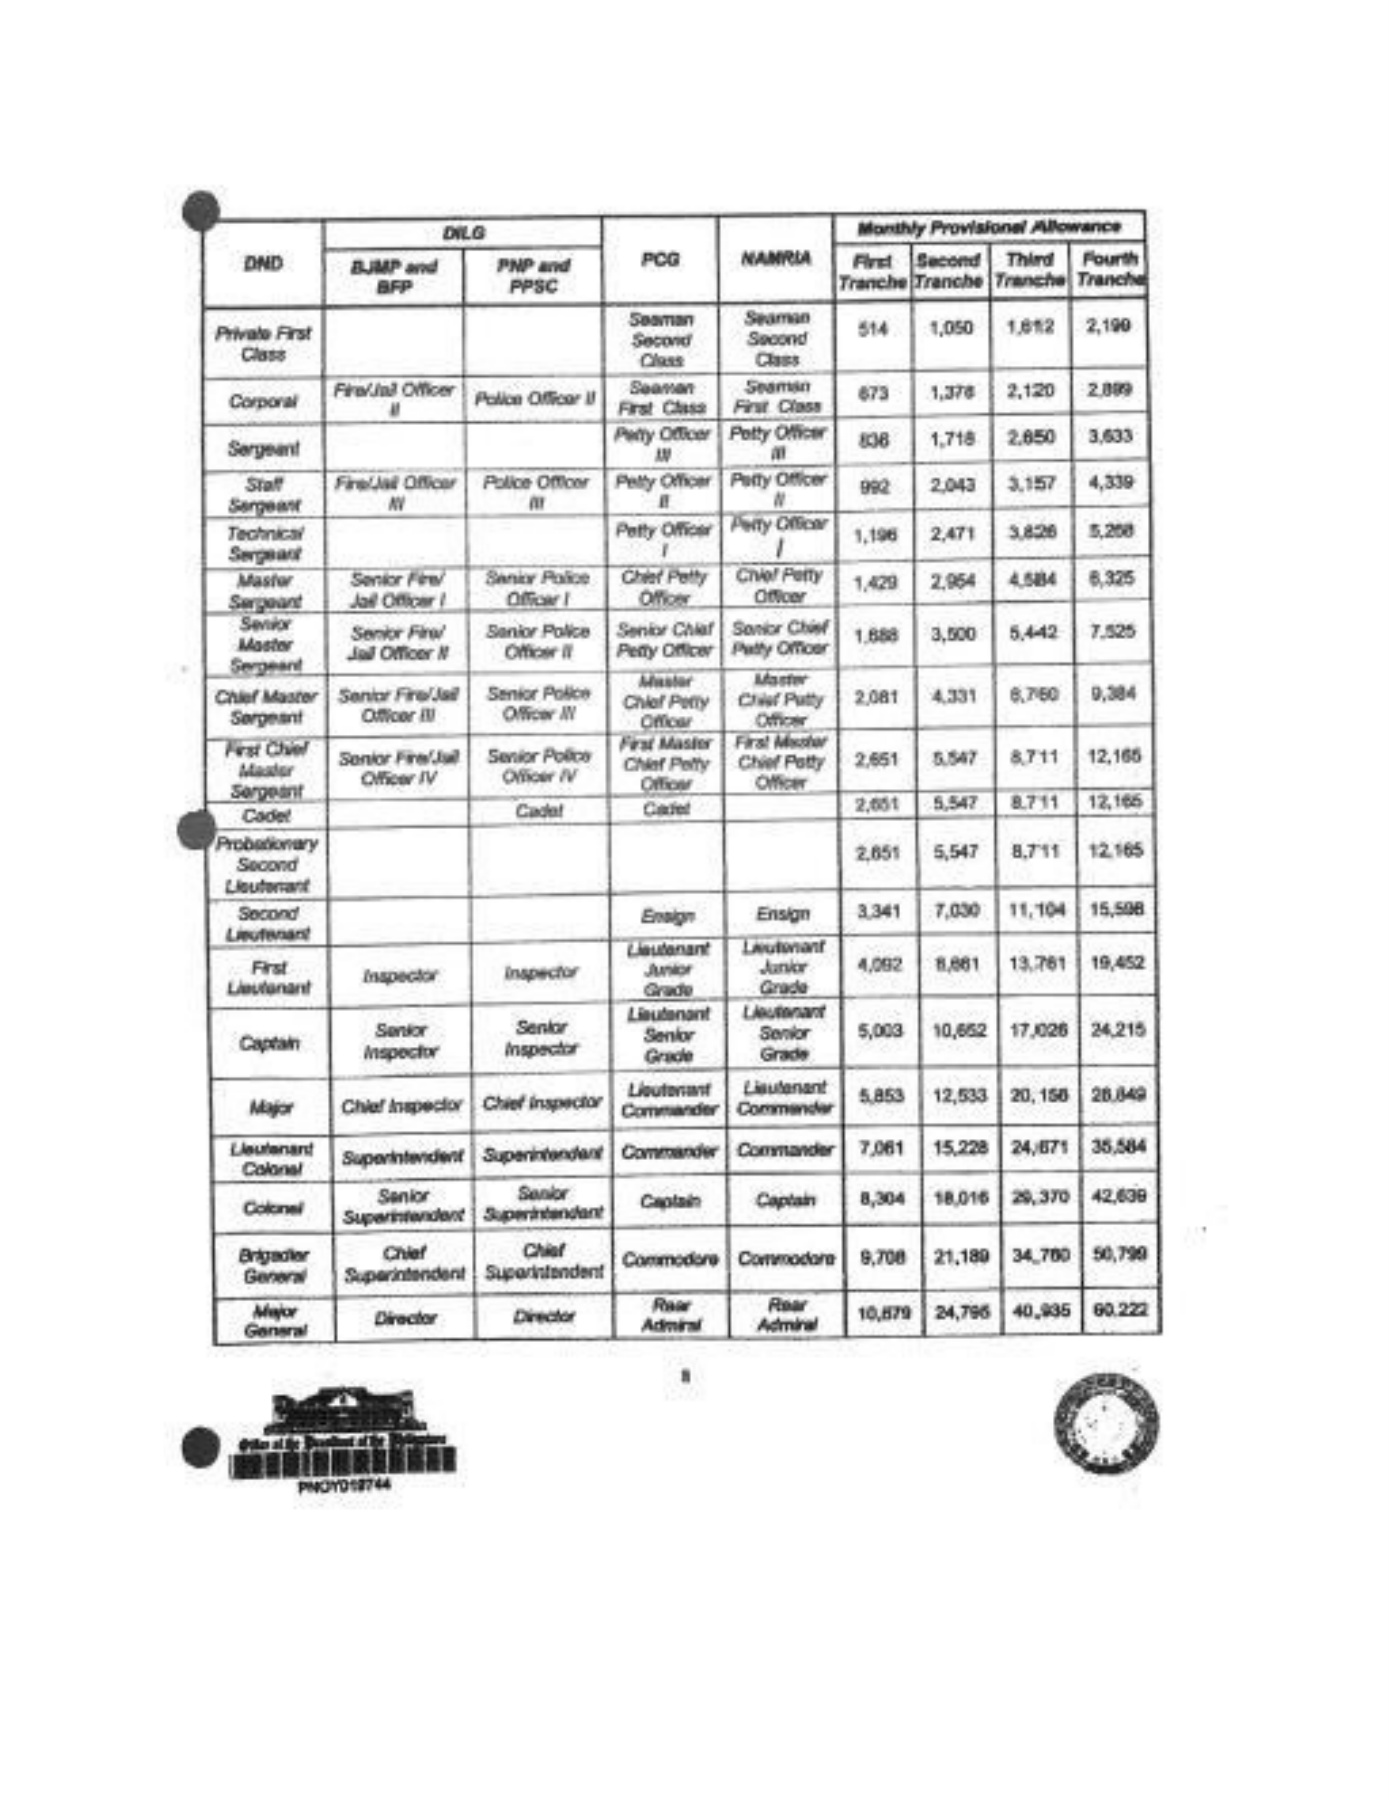 DND
DILG
PCG
NAMRIA
Monthly Provisional Allowance
BJMP and
BFP
PNP and
PPSC
First
Tranche
Second
Tranche
Third
Tranche
Fourth
Tranche
Private First
Class
Seaman
Second
Class
Seaman
Second
Class
514
1,050
1,612
2,199
Corporal
Fire/Jail Officer
II
Police Officer II
Seaman
First Class
Seaman
First Class
673
1,376
2,120
2,899
Sergeant
Petty Officer
III
Petty Officer
III
836
1,718
2,650
3,633
Staff
Sergeant
Fire/Jail Officer
III
Police Officer
III
Petty Officer
II
Petty Officer
II
992
2,043
3,157
4,339
Technical
Sergeant
Petty Officer
I
Petty Officer
I
1,196
2,471
3,826
5,268
Master
Sergeant
Senior Fire/
Jail Officer I
Senior Police
Officer I
Chief Petty
Officer
Chief Petty
Officer
1,429
2,954
4,584
6,325
Senior
Master
Sergeant
Senior Fire/
Jail Officer II
Senior Police
Officer II
Senior Chief
Petty Officer
Senior Chief
Petty Officer
1,688
3,500
5,442
7,525
Chief Master
Sergeant
Senior Fire/Jail
Officer III
Senior Police
Officer III
Master
Chief Petty
Officer
Master
Chief Petty
Officer
2,081
4,331
6,760
9,384
First Chief
Master
Sergeant
Senior Fire/Jail
Officer IV
Senior Police
Officer IV
First Master
Chief Petty
Officer
First Master
Chief Petty
Officer
2,651
5,547
8,711
12,165
Cadet
Cadet
Cadet
2,651
5,547
8,711
12,165
Probationary
Second
Lieutenant
2,651
5,547
8,711
12,165
Second
Lieutenant
Ensign
Ensign
3,341
7,030
11,104
15,598
First
Lieutenant
Inspector
Inspector
Lieutenant
Junior
Grade
Lieutenant
Junior
Grade
4,092
8,661
13,761
19,452
Captain
Senior
Inspector
Senior
Inspector
Lieutenant
Senior
Grade
Lieutenant
Senior
Grade
5,003
10,652
17,026
24,215
Major
Chief Inspector
Chief Inspector
Lieutenant
Commander
Lieutenant
Commander
5,853
12,533
20,156
28,849
Lieutenant
Colonel
Superintendent
Superintendent
Commander
Commander
7,061
15,228
24,671
35,584
Colonel
Senior
Superintendent
Senior
Superintendent
Captain
Captain
8,304
18,016
29,370
42,639
Brigadier
General
Chief
Superintendent
Chief
Superintendent
Commodore
Commodore
9,708
21,189
34,760
50,799
Major
General
Director
Director
Rear
Admiral
Rear
Admiral
24,795
40,935
60,222
8
Office of the President of the Philippines
PNOY019744